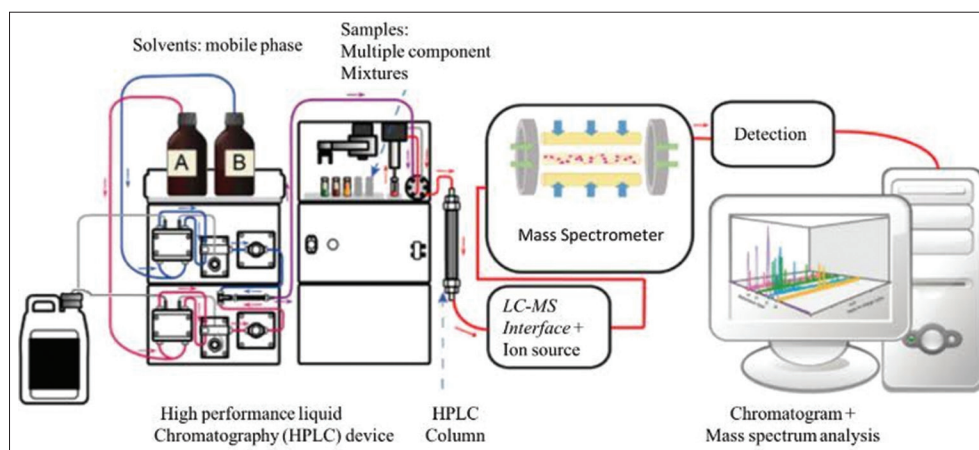 Solvents: mobile phase
Samples:
Multiple component
Mixtures
A
B
Mass Spectrometer
Detection
LC-MS
Interface +
Ion source
High performance liquid
Chromatography (HPLC) device
HPLC
Column
Chromatogram +
Mass spectrum analysis